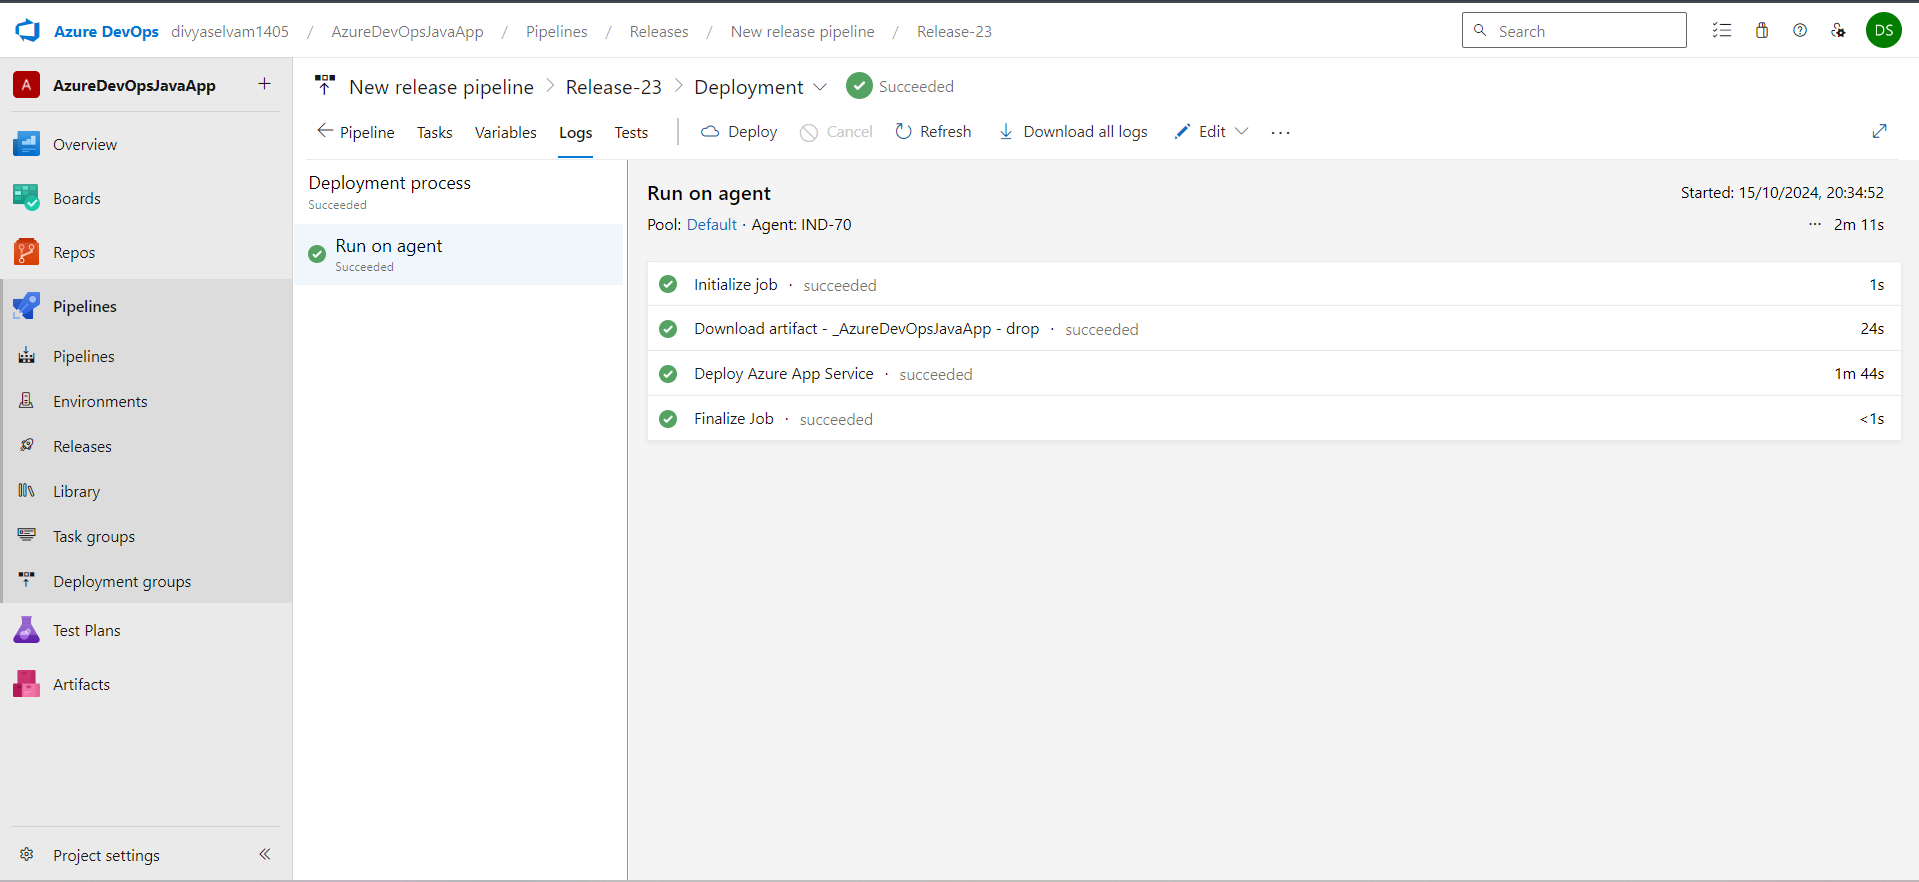 Azure DevOps divyaselvam1405 / AzureDevOpsJavaApp / Pipelines / Releases / New release pipeline / Release-23
Search
DS
A AzureDevOpsJavaApp +
Overview
Boards
Repos
Pipelines
Pipelines
Environments
Releases
Library
Task groups
Deployment groups
Test Plans
Artifacts
Project settings
New release pipeline > Release-23 > Deployment Succeeded
Pipeline Tasks Variables Logs Tests Deploy Cancel Refresh Download all logs Edit ...
Deployment process
Succeeded
Run on agent
Succeeded
Run on agent
Started: 15/10/2024, 20:34:52
Pool: Default · Agent: IND-70
... 2m 11s
Initialize job · succeeded 1s
Download artifact - _AzureDevOpsJavaApp - drop · succeeded 24s
Deploy Azure App Service · succeeded 1m 44s
Finalize Job · succeeded <1s